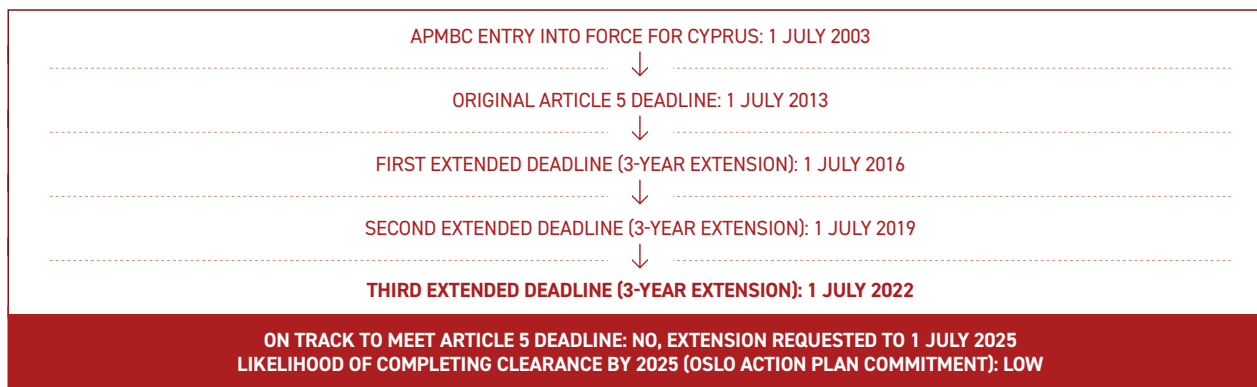 APMBC ENTRY INTO FORCE FOR CYPRUS: 1 JULY 2003
ORIGINAL ARTICLE 5 DEADLINE: 1 JULY 2013
FIRST EXTENDED DEADLINE (3-YEAR EXTENSION): 1 JULY 2016
SECOND EXTENDED DEADLINE (3-YEAR EXTENSION): 1 JULY 2019
THIRD EXTENDED DEADLINE (3-YEAR EXTENSION): 1 JULY 2022
ON TRACK TO MEET ARTICLE 5 DEADLINE: NO, EXTENSION REQUESTED TO 1 JULY 2025
LIKELIHOOD OF COMPLETING CLEARANCE BY 2025 (OSLO ACTION PLAN COMMITMENT): LOW